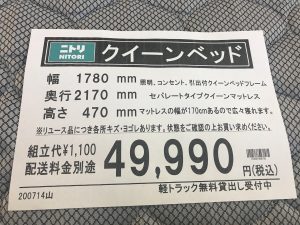 ニトリ
NITORI
クイーンベッド
幅 1780 mm
照明、コンセント、引出付クイーンベッドフレーム
奥行 2170 mm
セパレートタイプクイーンマットレス
高さ 470 mm
マットレスの幅が170cmあるので広々寝れます。
※リユース品につき各所キズ・ヨゴレあります。状態をご確認の上お買い求めください。
組立代¥1,100
配送料金別途
49,990円(税込)
軽トラック無料貸出し受付中
200714山